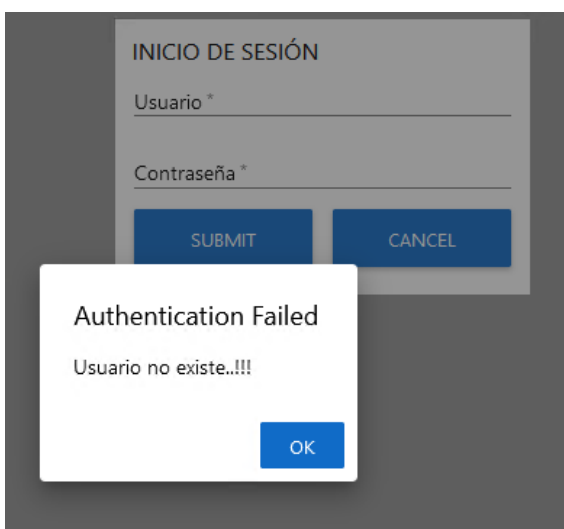 INICIO DE SESIÓN
Usuario *
Contraseña *
SUBMIT CANCEL
Authentication Failed
Usuario no existe..!!!
OK